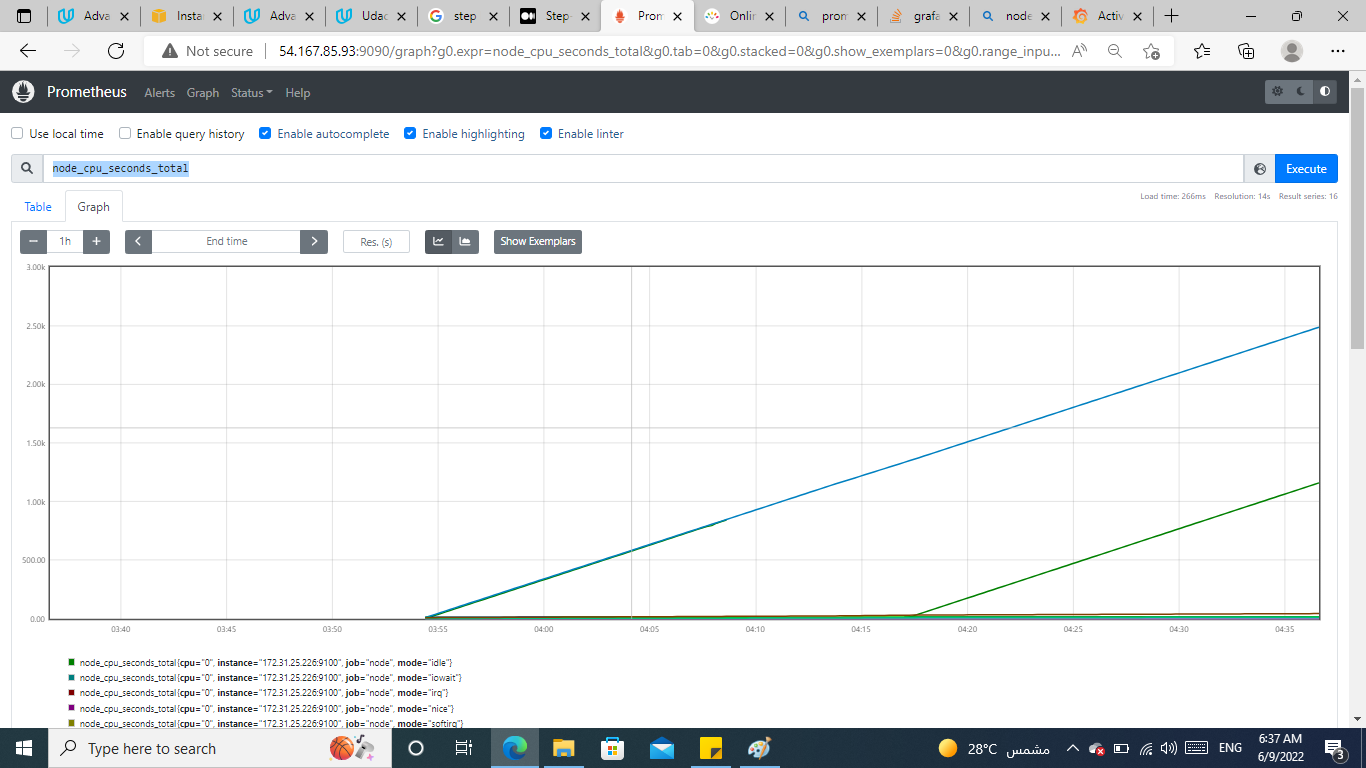 Adva
Instan
Adva
Udac
step
Step-
Prom
Onlin
prom
grafa
node
Activ
Not secure
54.167.85.93:9090/graph?g0.expr=node_cpu_seconds_total&g0.tab=0&g0.stacked=0&g0.show_exemplars=0&g0.range_inpu...
Prometheus Alerts Graph Status Help
Use local time Enable query history Enable autocomplete Enable highlighting Enable linter
node_cpu_seconds_total
Execute
Table Graph
Load time: 266ms Resolution: 14s Result series: 16
1h End time Res. (s) Show Exemplars
3.00k
2.50k
2.00k
1.50k
1.00k
500.00
0.00
03:40 03:45 03:50 03:55 04:00 04:05 04:10 04:15 04:20 04:25 04:30 04:35
node_cpu_seconds_total{cpu="0", instance="172.31.25.226:9100", job="node", mode="idle"}
node_cpu_seconds_total{cpu="0", instance="172.31.25.226:9100", job="node", mode="iowait"}
node_cpu_seconds_total{cpu="0", instance="172.31.25.226:9100", job="node", mode="irq"}
node_cpu_seconds_total{cpu="0", instance="172.31.25.226:9100", job="node", mode="nice"}
node_cpu_seconds_total{cpu="0", instance="172.31.25.226:9100", job="node", mode="softirq"}
Type here to search
28°C مشمس
ENG
6:37 AM
6/9/2022
3